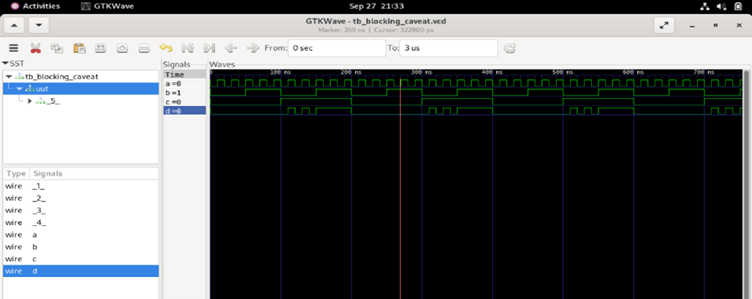 Activities GTKWave Sep 27 21:33
GTKWave - tb_blocking_caveat.vcd
Marker: 269 ns | Cursor: 322900 ps
From: 0 sec To: 3 us
SST
tb_blocking_caveat
uut
_5_
Type Signals
wire _1_
wire _2_
wire _3_
wire _4_
wire a
wire b
wire c
wire d
Signals
Time
a=0
b=1
c=0
d=0
Waves
0 100 ns 200 ns 300 ns 400 ns 500 ns 600 ns 700 ns